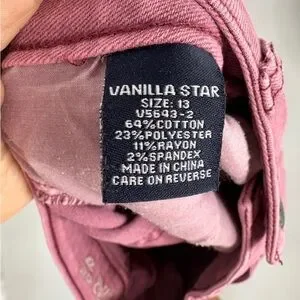 VANILLA STAR
SIZE: 13
V5643-2
64%COTTON
23%POLYESTER
11%RAYON
2%SPANDEX
MADE IN CHINA
CARE ON REVERSE